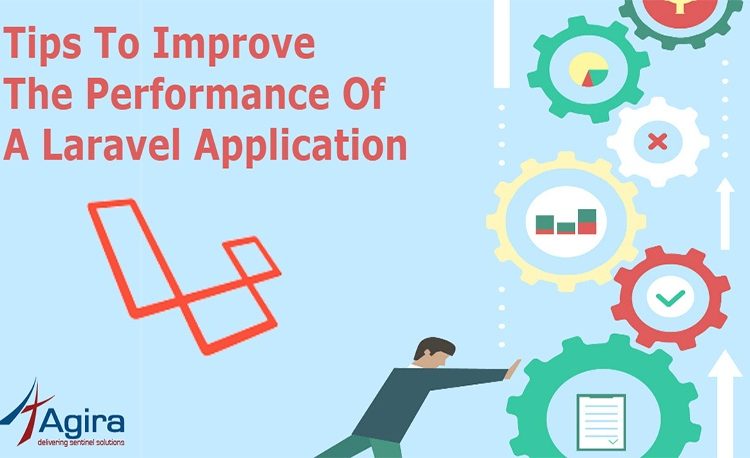 Tips To Improve
The Performance Of
A Laravel Application
Agira
delivering sentinel solutions